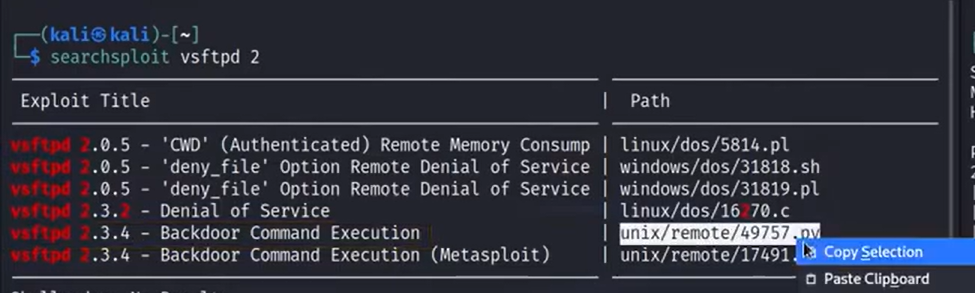 (kali㉿kali)-[~]
$ searchsploit vsftpd 2
Exploit Title | Path
vsftpd 2.0.5 - 'CWD' (Authenticated) Remote Memory Consump | linux/dos/5814.pl
vsftpd 2.0.5 - 'deny_file' Option Remote Denial of Service | windows/dos/31818.sh
vsftpd 2.0.5 - 'deny_file' Option Remote Denial of Service | windows/dos/31819.pl
vsftpd 2.3.2 - Denial of Service | linux/dos/16270.c
vsftpd 2.3.4 - Backdoor Command Execution | unix/remote/49757.py
vsftpd 2.3.4 - Backdoor Command Execution (Metasploit) | unix/remote/17491.
Copy Selection
Paste Clipboard